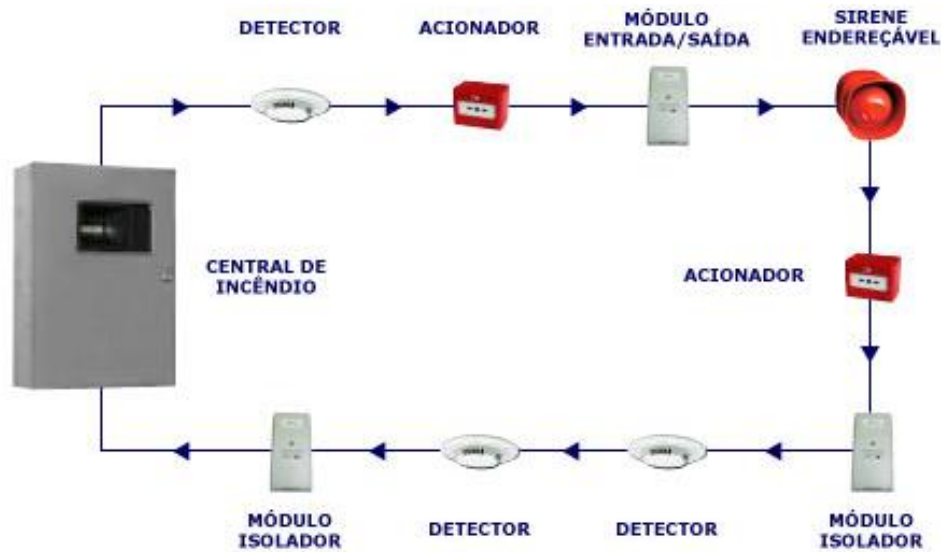 DETECTOR
ACIONADOR
MÓDULO
ENTRADA/SAÍDA
SIRENE
ENDEREÇÁVEL
CENTRAL DE
INCÊNDIO
ACIONADOR
MÓDULO
ISOLADOR
DETECTOR
DETECTOR
MÓDULO
ISOLADOR